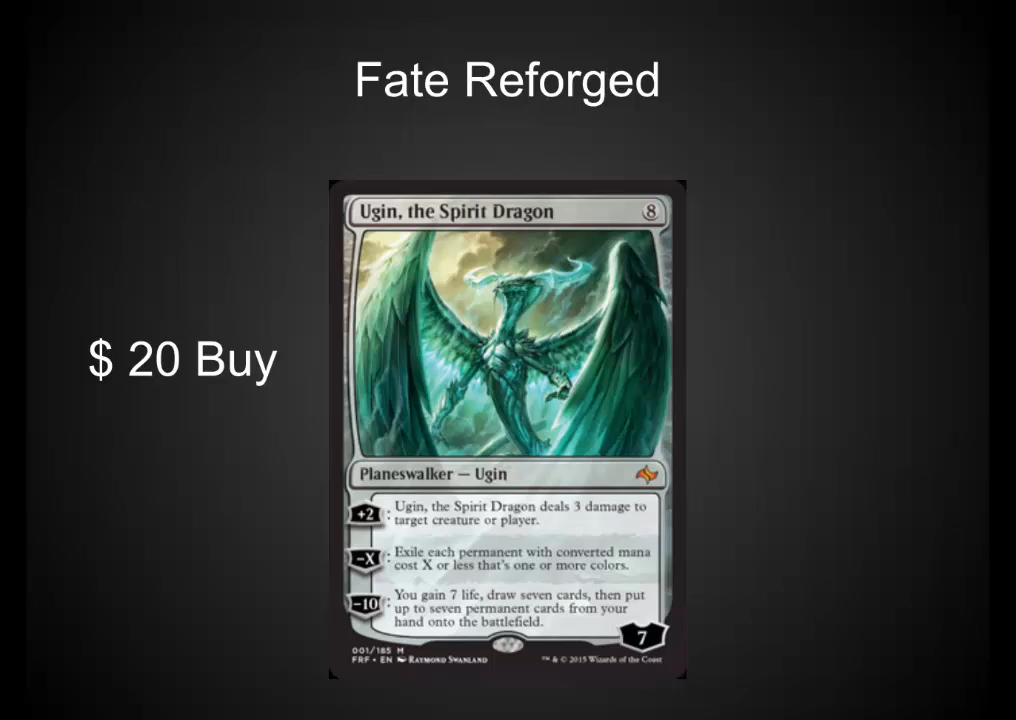 Fate Reforged
Ugin, the Spirit Dragon 8
$ 20 Buy
Planeswalker — Ugin
+2: Ugin, the Spirit Dragon deals 3 damage to
target creature or player.
-X: Exile each permanent with converted mana
cost X or less that's one or more colors.
-10: You gain 7 life, draw seven cards, then put
up to seven permanent cards from your
hand onto the battlefield.
7
001/185 M
FRF • EN Raymond Swanland ™ & © 2015 Wizards of the Coast